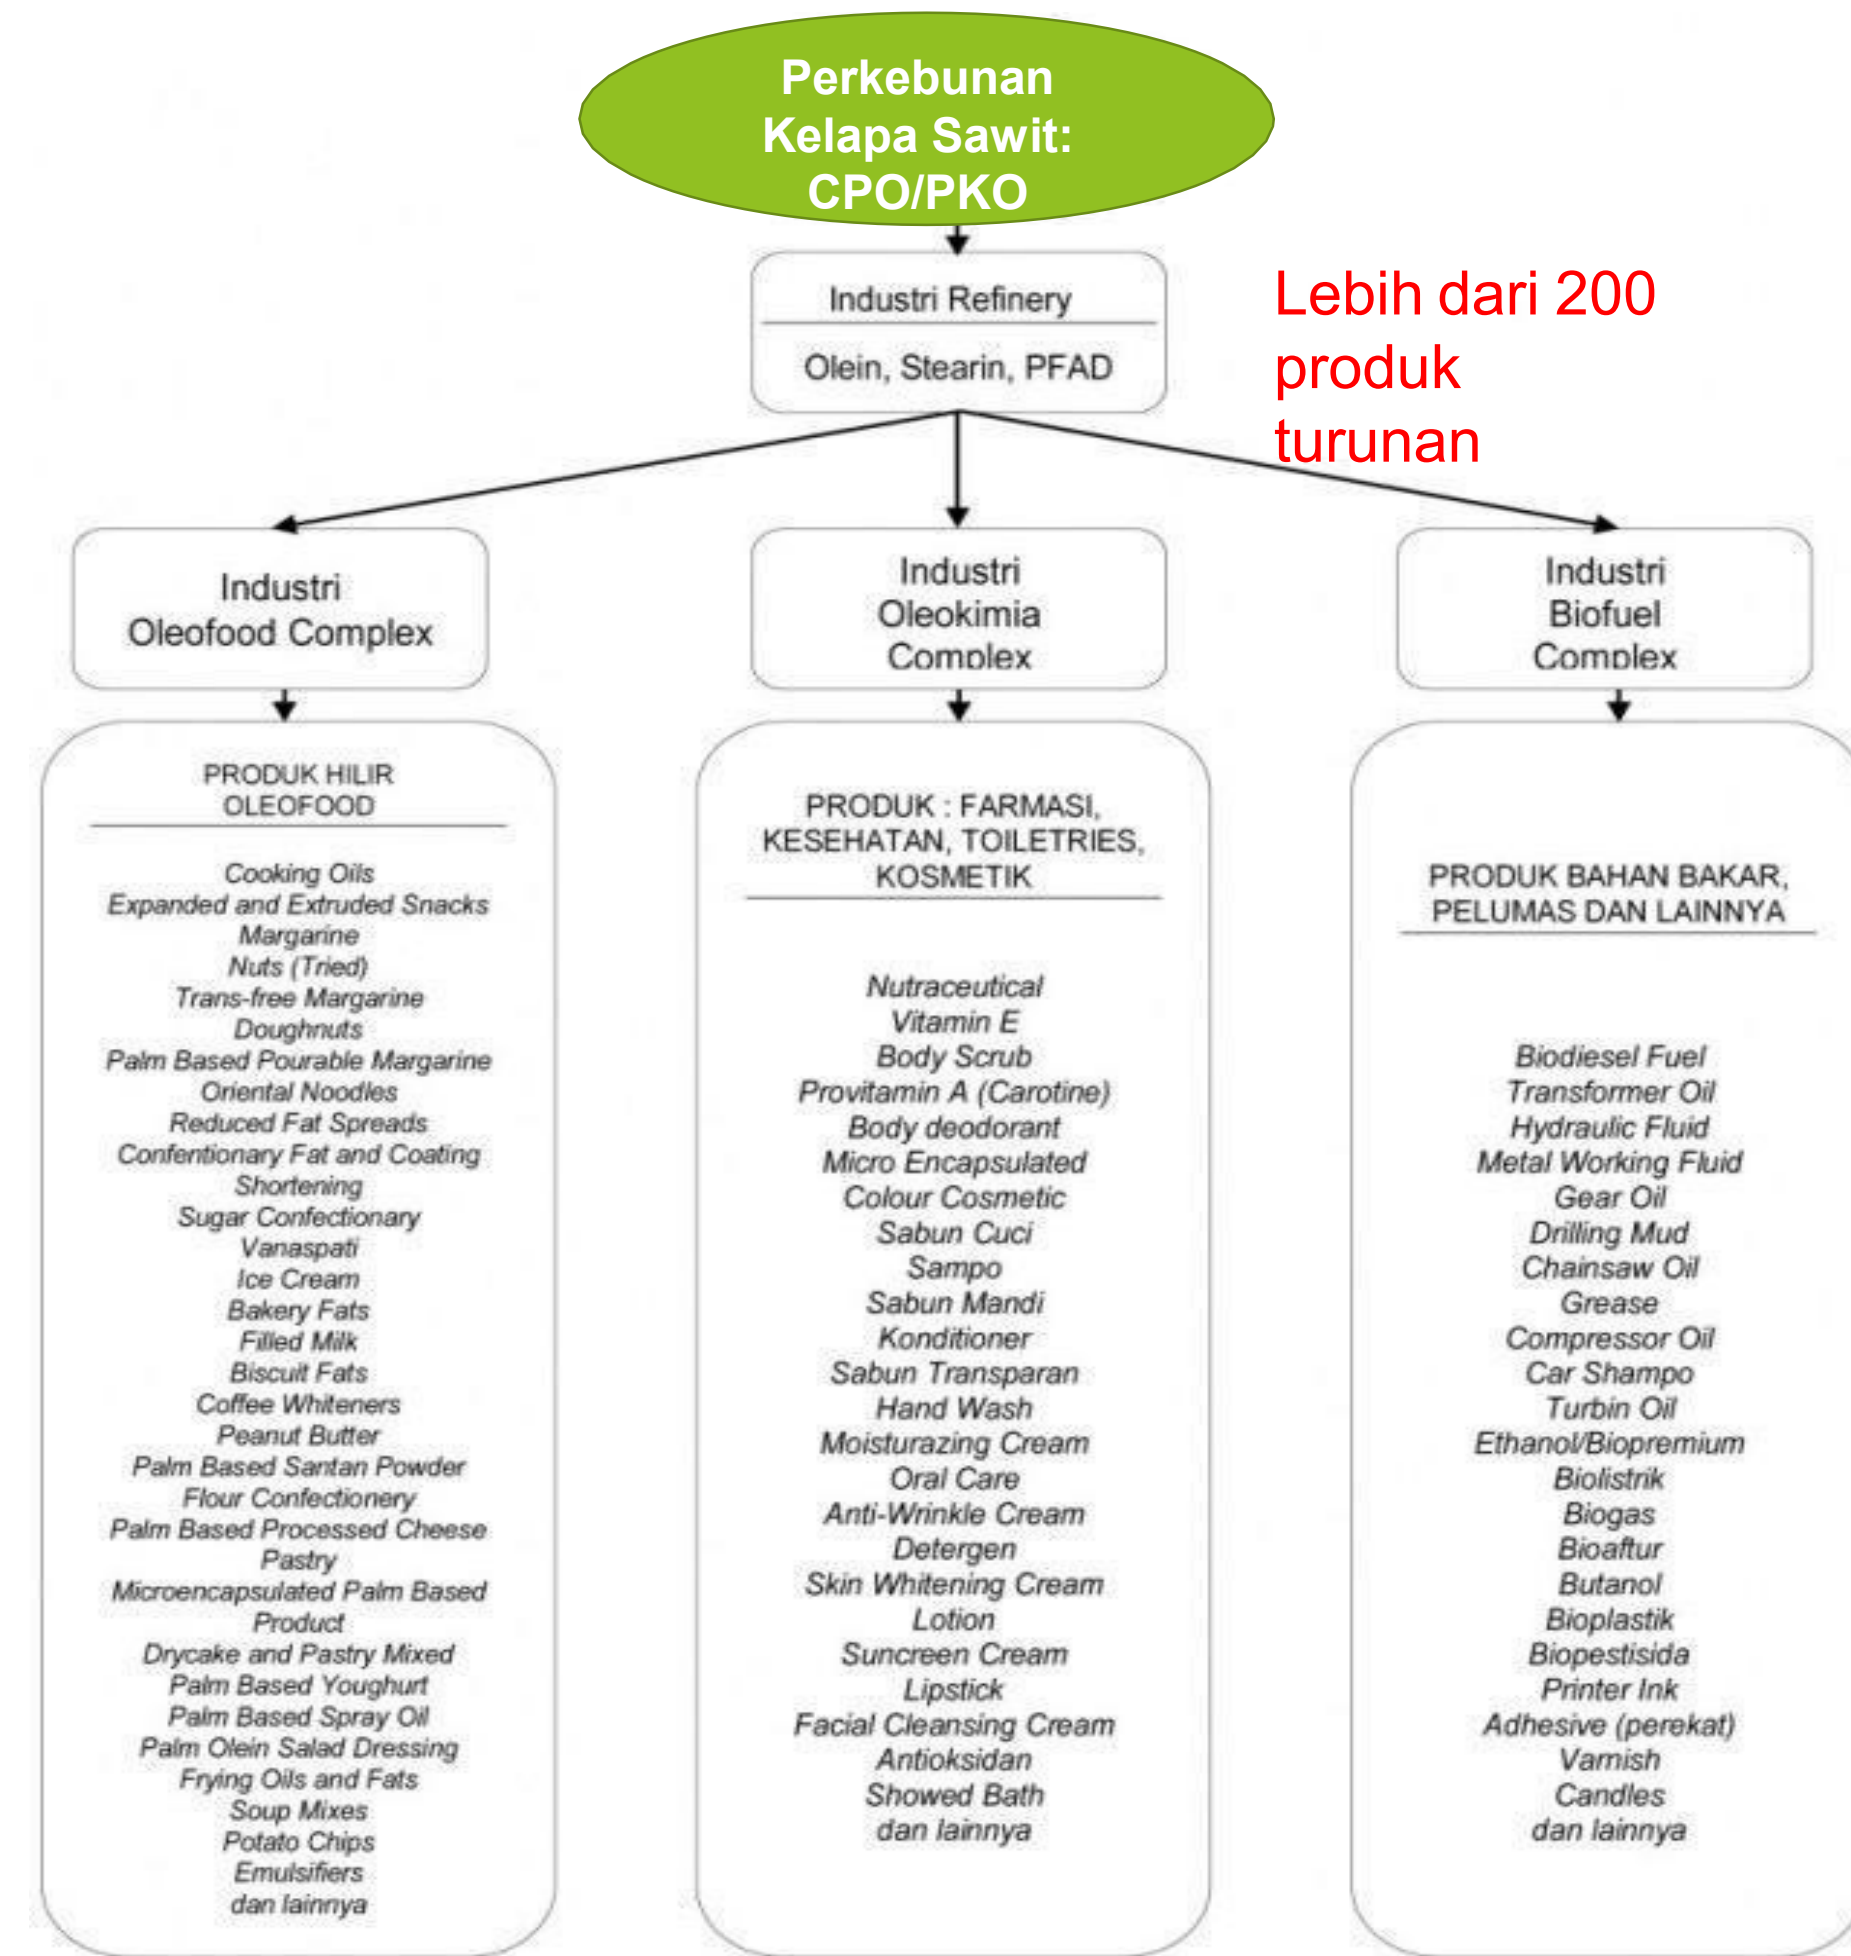 Perkebunan
Kelapa Sawit:
CPO/PKO
Industri Refinery
Olein, Stearin, PFAD
Lebih dari 200
produk
turunan
Industri
Oleofood Complex
Industri
Oleokimia
Complex
Industri
Biofuel
Complex
PRODUK HILIR
OLEOFOOD
Cooking Oils
Expanded and Extruded Snacks
Margarine
Nuts (Tried)
Trans-free Margarine
Doughnuts
Palm Based Pourable Margarine
Oriental Noodles
Reduced Fat Spreads
Confentionary Fat and Coating
Shortening
Sugar Confectionary
Vanaspati
Ice Cream
Bakery Fats
Filled Milk
Biscuit Fats
Coffee Whiteners
Peanut Butter
Palm Based Santan Powder
Flour Confectionery
Palm Based Processed Cheese
Pastry
Microencapsulated Palm Based
Product
Drycake and Pastry Mixed
Palm Based Youghurt
Palm Based Spray Oil
Palm Olein Salad Dressing
Frying Oils and Fats
Soup Mixes
Potato Chips
Emulsifiers
dan lainnya
PRODUK : FARMASI,
KESEHATAN, TOILETRIES,
KOSMETIK
Nutraceutical
Vitamin E
Body Scrub
Provitamin A (Carotine)
Body deodorant
Micro Encapsulated
Colour Cosmetic
Sabun Cuci
Sampo
Sabun Mandi
Konditioner
Sabun Transparan
Hand Wash
Moisturazing Cream
Oral Care
Anti-Wrinkle Cream
Detergen
Skin Whitening Cream
Lotion
Suncreen Cream
Lipstick
Facial Cleansing Cream
Antioksidan
Showed Bath
dan lainnya
PRODUK BAHAN BAKAR,
PELUMAS DAN LAINNYA
Biodiesel Fuel
Transformer Oil
Hydraulic Fluid
Metal Working Fluid
Gear Oil
Drilling Mud
Chainsaw Oil
Grease
Compressor Oil
Car Shampo
Turbin Oil
Ethanol/Biopremium
Biolistrik
Biogas
Bioaftur
Butanol
Bioplastik
Biopestisida
Printer Ink
Adhesive (perekat)
Varnish
Candles
dan lainnya